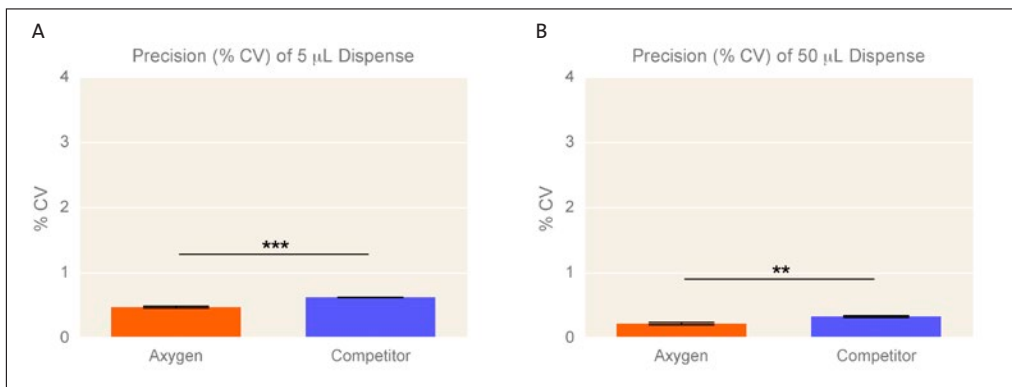 A
Precision (% CV) of 5 μL Dispense
4
3
2
1
0
% CV
***
Axygen
Competitor
B
Precision (% CV) of 50 μL Dispense
4
3
2
1
0
% CV
**
Axygen
Competitor